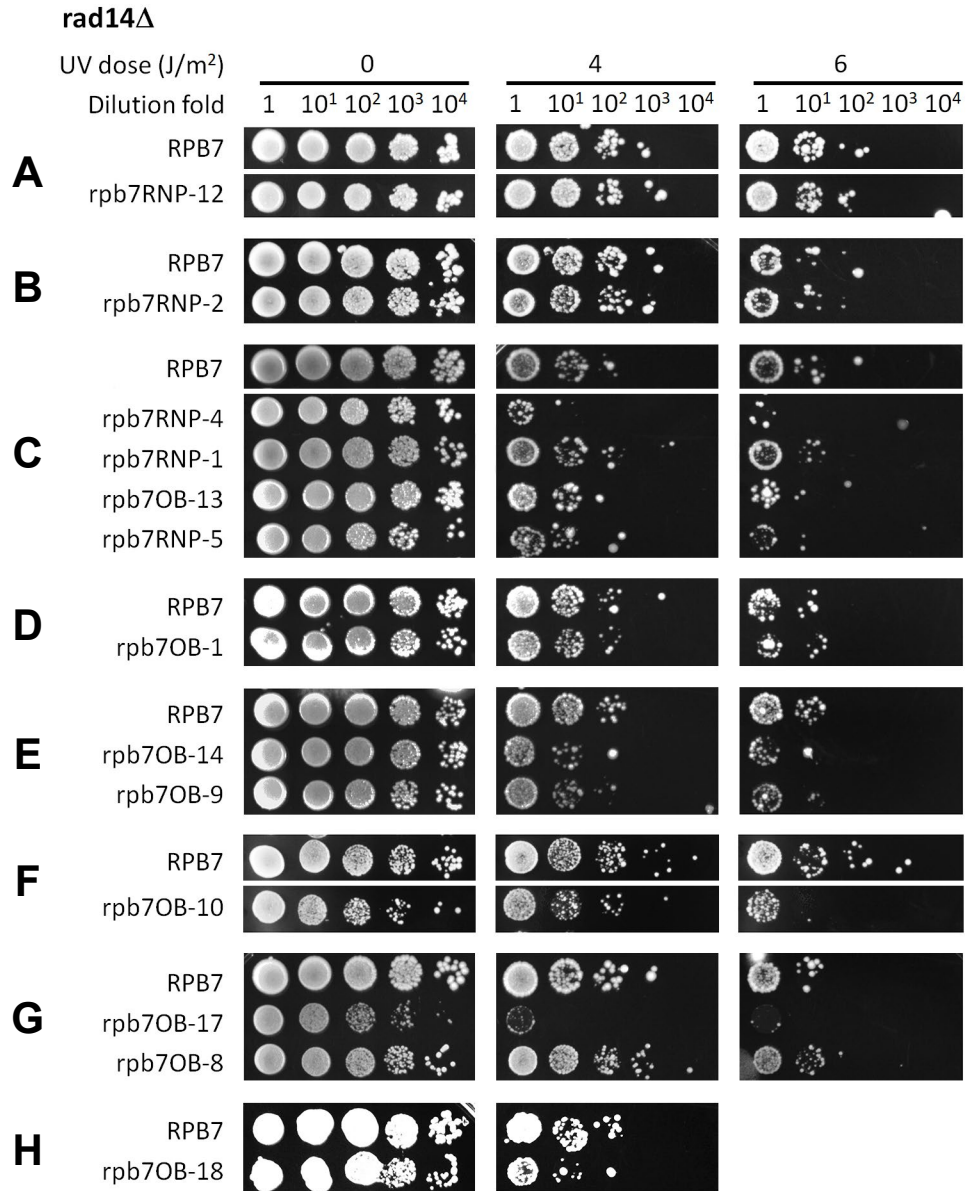 rad14Δ
UV dose (J/m²) 0 4 6
Dilution fold 1 10¹ 10² 10³ 10⁴ 1 10¹ 10² 10³ 10⁴ 1 10¹ 10² 10³ 10⁴
A
RPB7
rpb7RNP-12
B
RPB7
rpb7RNP-2
C
RPB7
rpb7RNP-4
rpb7RNP-1
rpb7OB-13
rpb7RNP-5
D
RPB7
rpb7OB-1
E
RPB7
rpb7OB-14
rpb7OB-9
F
RPB7
rpb7OB-10
G
RPB7
rpb7OB-17
rpb7OB-8
H
RPB7
rpb7OB-18